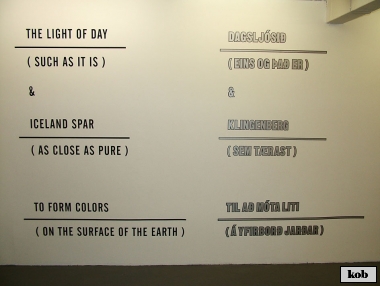 THE LIGHT OF DAY
( SUCH AS IT IS )
&
ICELAND SPAR
( AS CLOSE AS PURE )
TO FORM COLORS
( ON THE SURFACE OF THE EARTH )
DAGSLJÓSIÐ
( EINS OG ÞAÐ ER )
&
KLINGENBERG
( SEM TÆRAST )
TIL AÐ MÓTA LITI
( Á YFIRBORÐ JARÐAR )
kob